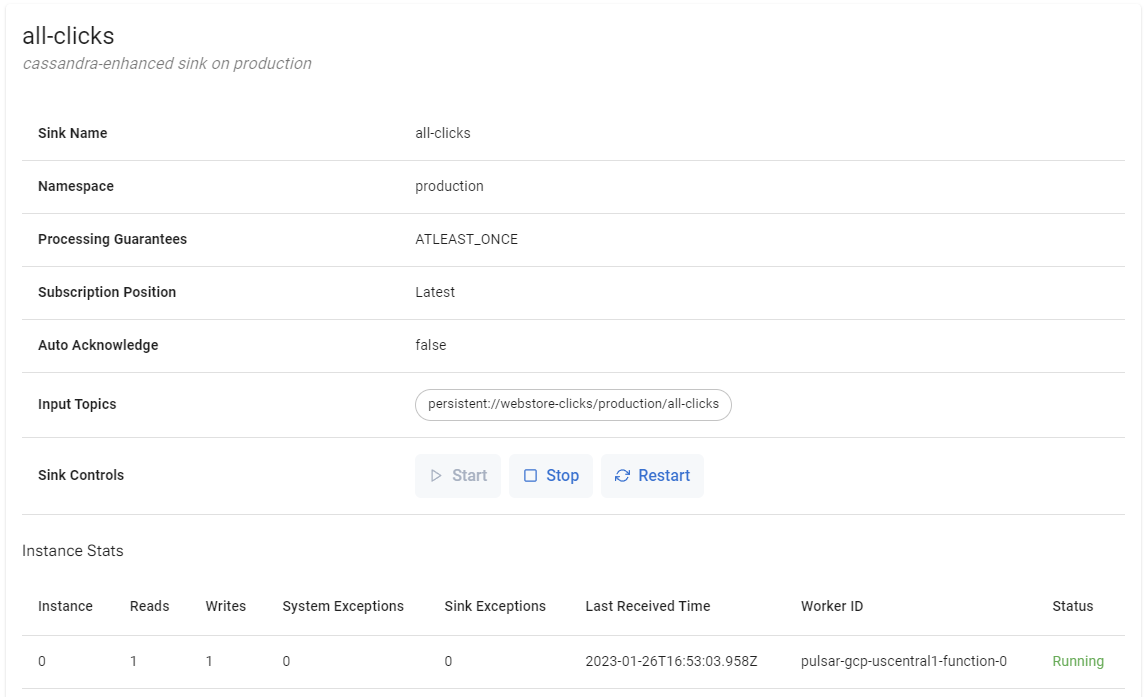 all-clicks
cassandra-enhanced sink on production
Sink Name all-clicks
Namespace production
Processing Guarantees ATLEAST_ONCE
Subscription Position Latest
Auto Acknowledge false
Input Topics persistent://webstore-clicks/production/all-clicks
Sink Controls Start Stop Restart
Instance Stats
Instance Reads Writes System Exceptions Sink Exceptions Last Received Time Worker ID Status
0 1 1 0 0 2023-01-26T16:53:03.958Z pulsar-gcp-uscentral1-function-0 Running